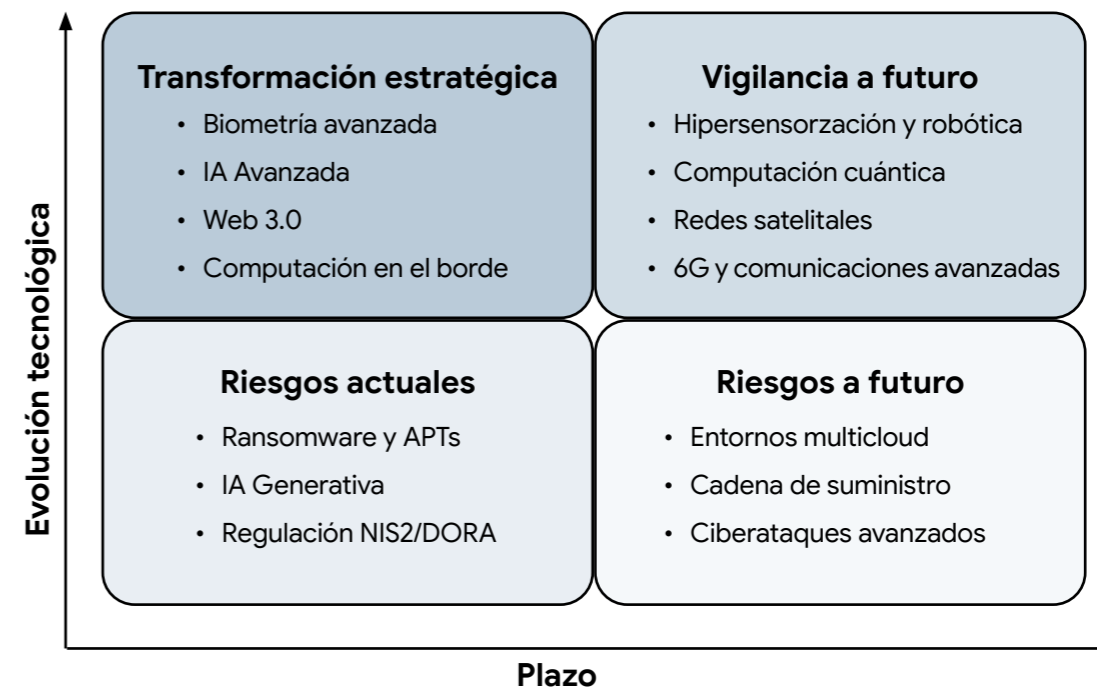 Evolución tecnológica
Transformación estratégica
• Biometría avanzada
• IA Avanzada
• Web 3.0
• Computación en el borde
Vigilancia a futuro
• Hipersensorzación y robótica
• Computación cuántica
• Redes satelitales
• 6G y comunicaciones avanzadas
Riesgos actuales
• Ransomware y APTs
• IA Generativa
• Regulación NIS2/DORA
Riesgos a futuro
• Entornos multicloud
• Cadena de suministro
• Ciberataques avanzados
Plazo